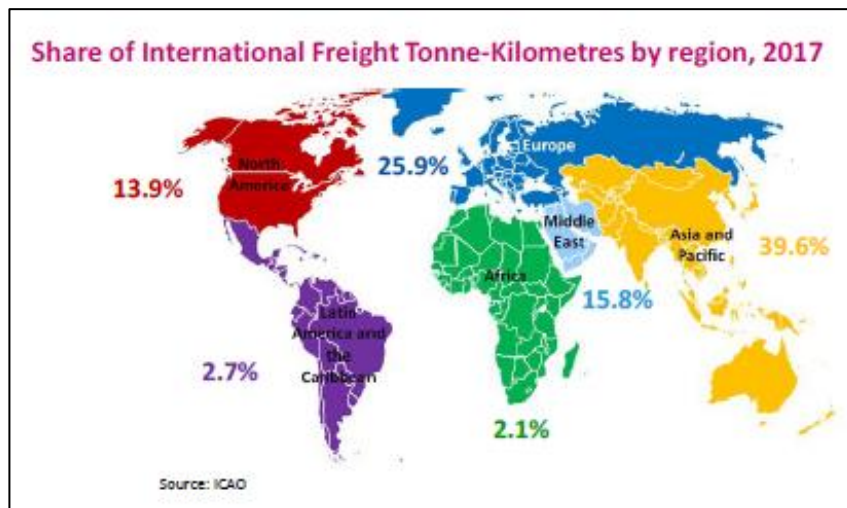 Share of International Freight Tonne-Kilometres by region, 2017
North
America
13.9%
25.9%
Europe
Middle
East
Asia and
Pacific
39.6%
Africa
15.8%
Latin
America and
the
Caribbean
2.7%
2.1%
Source: ICAO